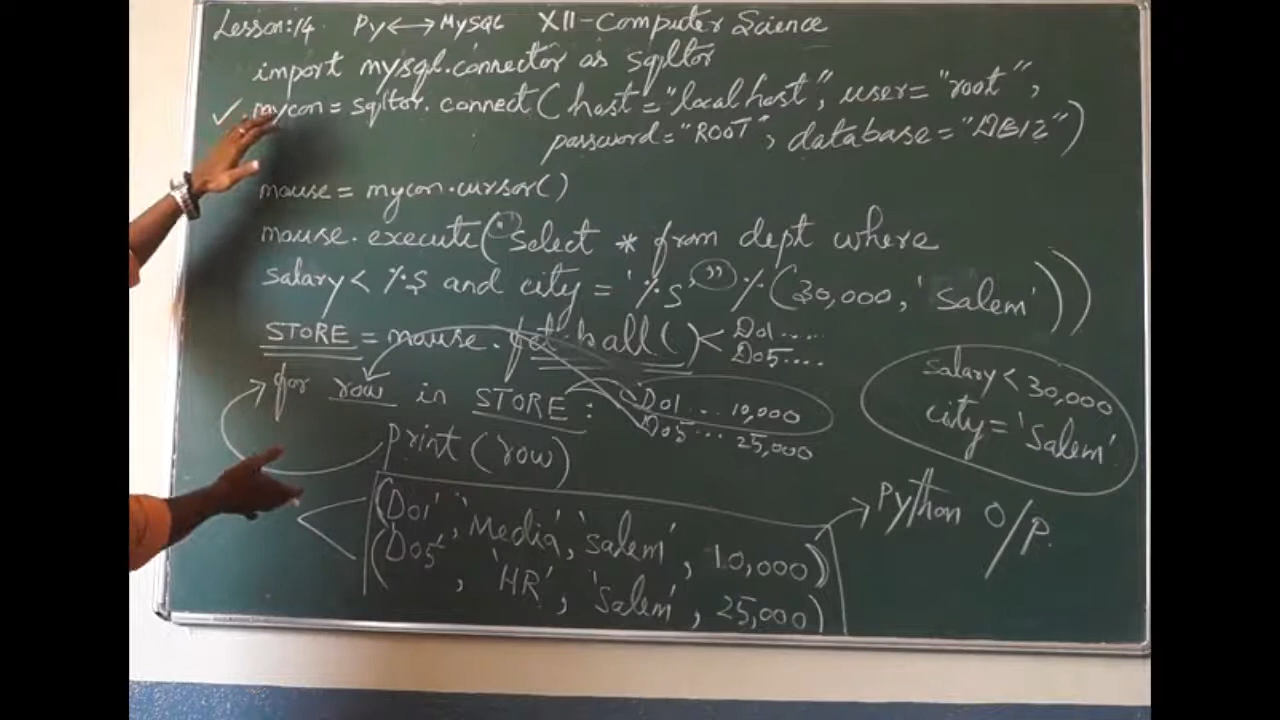 Lesson:14 Py↔MySQL XII-Computer Science
import mysql.connector as sqltor
✓ mycon = sqltor.connect(host="localhost", user="root",
password="ROOT", database="DB12")
mouse = mycon.cursor()
mouse.execute("select * from dept where
salary < %s and city = '%s'" %(30,000, 'Salem'))
STORE = mouse.fetchall() < D01.....
D05....
for row in STORE: D01... 10,000
D05... 25,000
print(row)
salary < 30,000
city = 'Salem'
('D01', 'Media', 'Salem', 10,000)
('D05', 'HR', 'Salem', 25,000)
→ Python O/P.